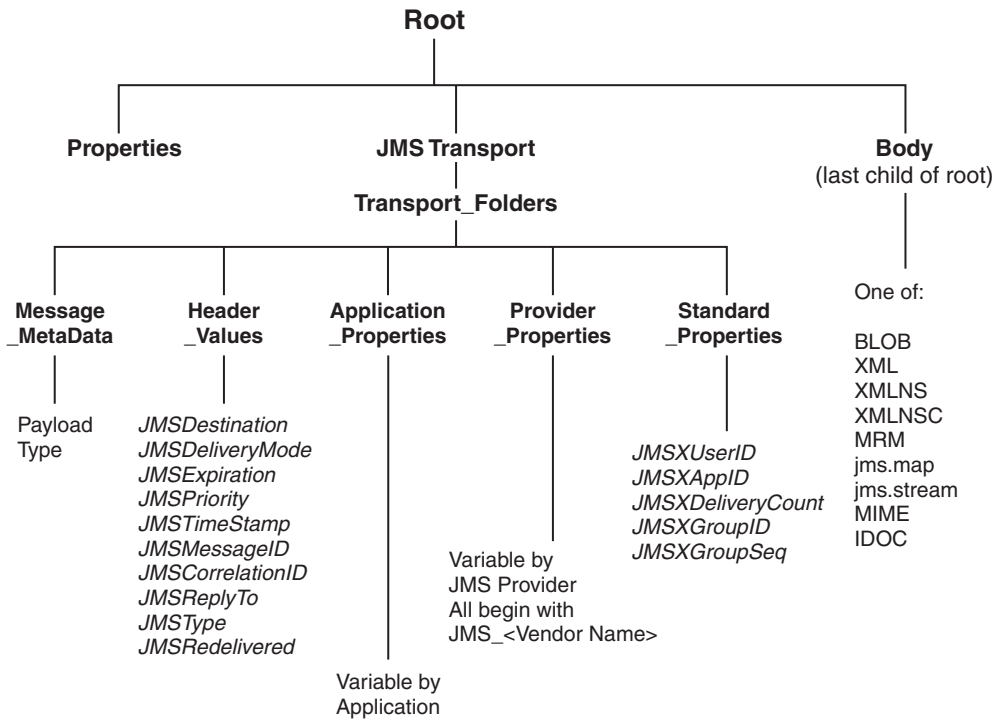 Root
Properties
JMS Transport
Body
(last child of root)
Transport_Folders
Message
_MetaData
Header
_Values
Application
_Properties
Provider
_Properties
Standard
_Properties
Payload
Type
JMSDestination
JMSDeliveryMode
JMSExpiration
JMSPriority
JMSTimeStamp
JMSMessageID
JMSCorrelationID
JMSReplyTo
JMSType
JMSRedelivered
Variable by
Application
Variable by
JMS Provider
All begin with
JMS_<Vendor Name>
JMSXUserID
JMSXAppID
JMSXDeliveryCount
JMSXGroupID
JMSXGroupSeq
One of:
BLOB
XML
XMLNS
XMLNSC
MRM
jms.map
jms.stream
MIME
IDOC